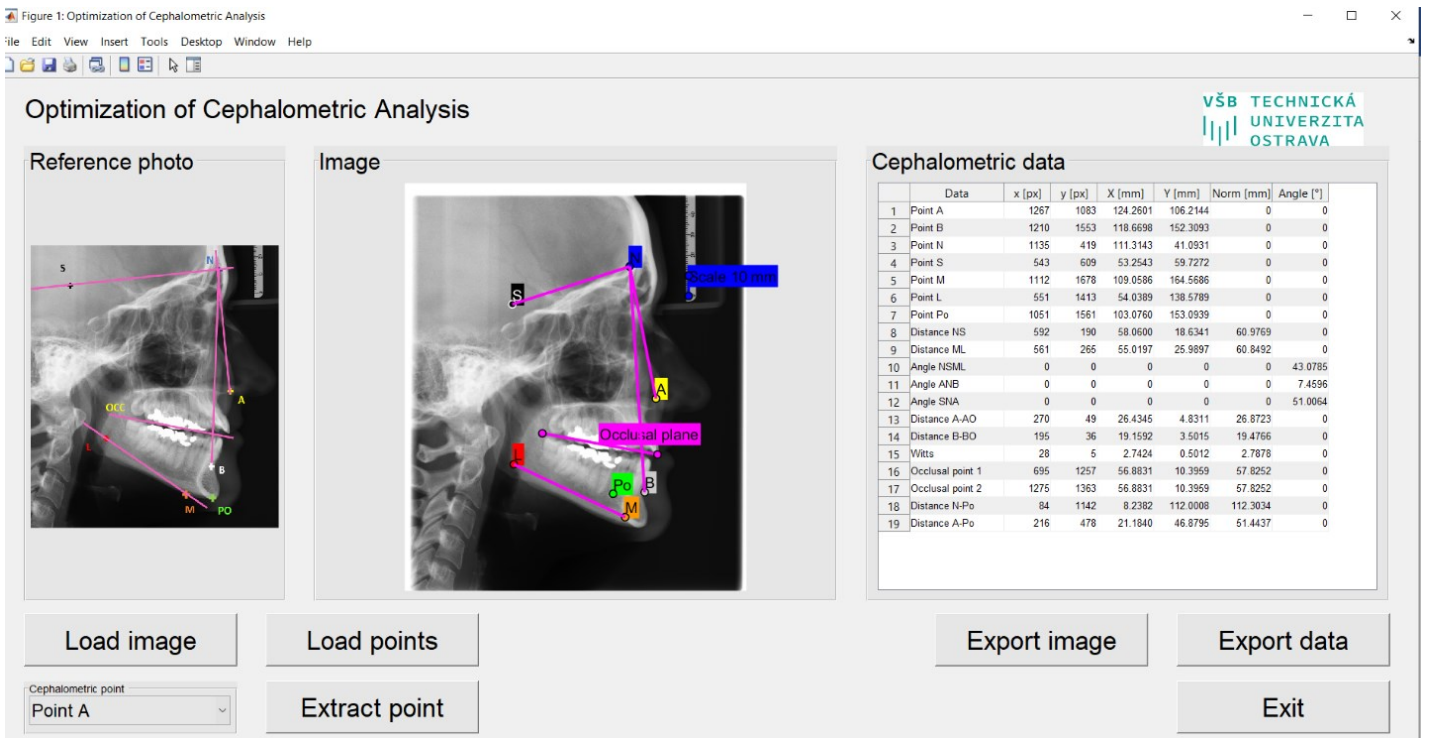 Figure 1: Optimization of Cephalometric Analysis
File Edit View Insert Tools Desktop Window Help
Optimization of Cephalometric Analysis
VŠB TECHNICKÁ
UNIVERZITA
OSTRAVA
Reference photo
S
N
A
OCC
L
B
M
PO
Image
N
Scale 10 mm
S
A
Occlusal plane
L
Po
B
M
Cephalometric data
Data x [px] y [px] X [mm] Y [mm] Norm [mm] Angle [°]
1 Point A 1267 1083 124.2601 106.2144 0 0
2 Point B 1210 1553 118.6698 152.3093 0 0
3 Point N 1135 419 111.3143 41.0931 0 0
4 Point S 543 609 53.2543 59.7272 0 0
5 Point M 1112 1678 109.0586 164.5686 0 0
6 Point L 551 1413 54.0389 138.5789 0 0
7 Point Po 1051 1561 103.0760 153.0939 0 0
8 Distance NS 592 190 58.0600 18.6341 60.9769 0
9 Distance ML 561 265 55.0197 25.9897 60.8492 0
10 Angle NSML 0 0 0 0 0 43.0785
11 Angle ANB 0 0 0 0 0 7.4596
12 Angle SNA 0 0 0 0 0 51.0064
13 Distance A-AO 270 49 26.4345 4.8311 26.8723 0
14 Distance B-BO 195 36 19.1592 3.5015 19.4766 0
15 Witts 28 5 2.7424 0.5012 2.7878 0
16 Occlusal point 1 695 1257 56.8831 10.3959 57.8252 0
17 Occlusal point 2 1275 1363 56.8831 10.3959 57.8252 0
18 Distance N-Po 84 1142 8.2382 112.0008 112.3034 0
19 Distance A-Po 216 478 21.1840 46.8795 51.4437 0
Load image
Load points
Export image
Export data
Cephalometric point
Point A
Extract point
Exit